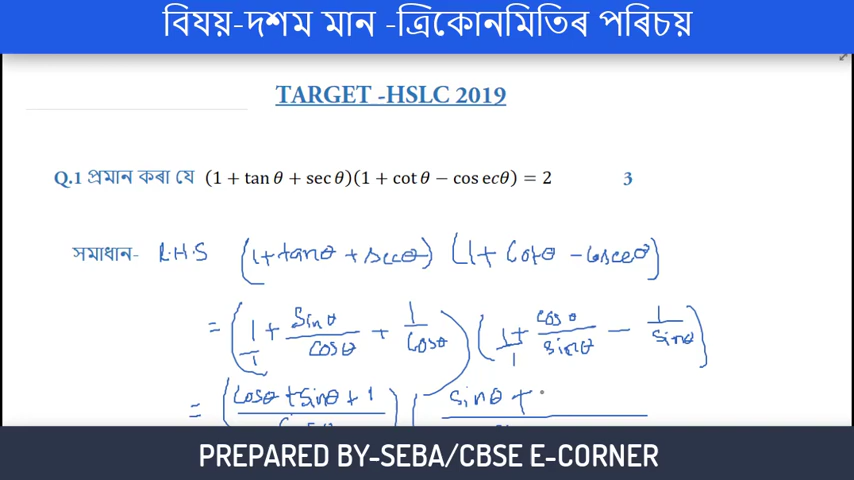 বিষয়-দশম মান -ত্ৰিকোনমিতিৰ পৰিচয়
TARGET -HSLC 2019
Q.1 প্ৰমান কৰা যে (1 + tan θ + sec θ)(1 + cot θ − cos ecθ) = 2 3
সমাধান- L.H.S (1+tanθ +secθ) (1+ Cotθ -Cosecθ)
= (1/1 + Sinθ/Cosθ + 1/Cosθ) (1/1 + cosθ/sinθ − 1/sinθ)
= (Cosθ +Sinθ + 1) ( sinθ +
PREPARED BY-SEBA/CBSE E-CORNER